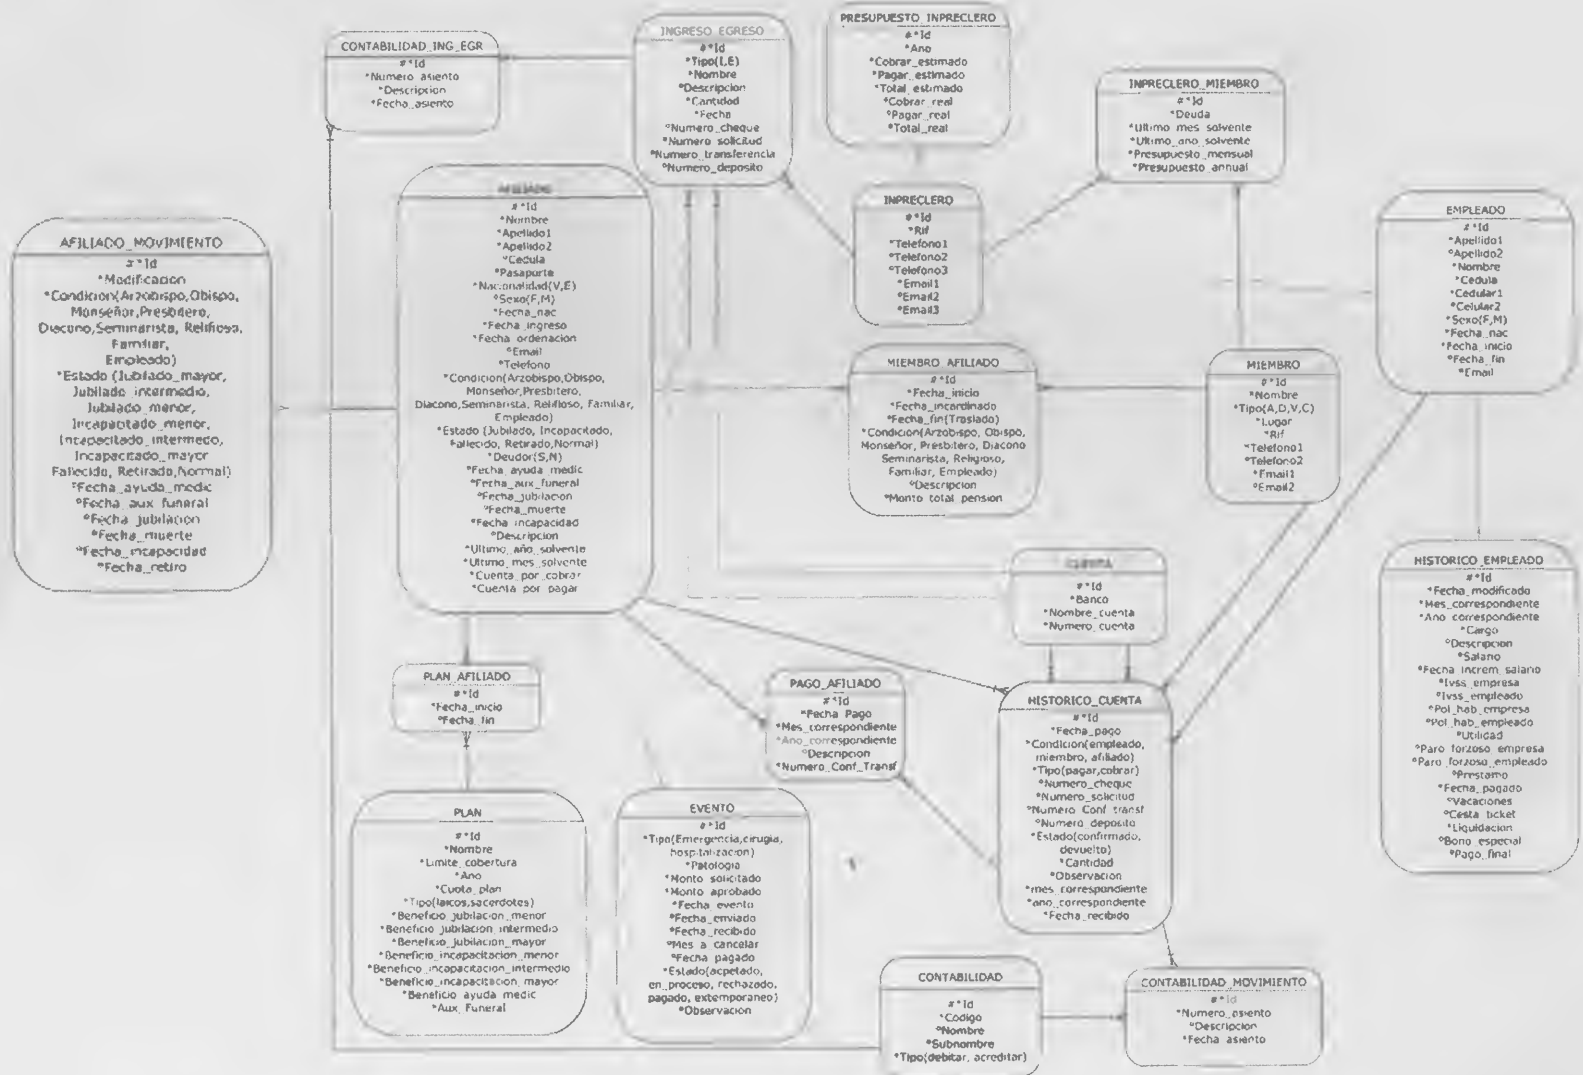 CONTABILIDAD_ING_EGR
#*Id
*Numero_asiento
*Descripcion
*Fecha_asiento
INGRESO_EGRESO
#*Id
*Tipo(I,E)
*Nombre
*Descripcion
*Cantidad
*Fecha
°Numero_cheque
*Numero_solicitud
*Numero_transferencia
°Numero_deposito
PRESUPUESTO_INPRECLERO
#*Id
*Ano
*Cobrar_estimado
*Pagar_estimado
*Total_estimado
*Cobrar_real
°Pagar_real
*Total_real
INPRECLERO_MIEMBRO
#*Id
*Deuda
*Ultimo_mes_solvente
*Ultimo_ano_solvente
*Presupuesto_mensual
*Presupuesto_annual
AFILIADO_MOVIMIENTO
#*Id
*Modificacion
*Condicion(Arzobispo,Obispo,
Monseñor,Presbitero,
Diacono,Seminarista, Relifioso,
Familiar,
Empleado)
*Estado (Jubilado_mayor,
Jubilado_intermedio,
Jubilado_menor,
Incapacitado_menor,
Incapacitado_intermedo,
Incapacitado_mayor
Fallecido, Retirado,Normal)
°Fecha_ayuda_medic
°Fecha_aux_funeral
°Fecha_jubilacion
°Fecha_muerte
°Fecha_incapacidad
°Fecha_retiro
AFILIADO
#*Id
*Nombre
*Apellido1
*Apellido2
*Cedula
*Pasaporte
*Nacionalidad(V,E)
*Sexo(F,M)
*Fecha_nac
*Fecha_ingreso
*Fecha_ordenacion
°Email
*Telefono
*Condicion(Arzobispo,Obispo,
Monseñor,Presbitero,
Diacono,Seminarista, Relifioso, Familiar,
Empleado)
*Estado (Jubilado, Incapacitado,
Fallecido, Retirado,Normal)
°Deudor(S,N)
°Fecha_ayuda_medic
°Fecha_aux_funeral
°Fecha_jubilacion
°Fecha_muerte
°Fecha_incapacidad
°Descripcion
*Ultimo_año_solvente
*Ultimo_mes_solvente
*Cuenta_por_cobrar
*Cuenta_por_pagar
INPRECLERO
#*Id
*Rif
*Telefono1
°Telefono2
°Telefono3
*Email1
°Email2
°Email3
EMPLEADO
#*Id
*Apellido1
°Apellido2
*Nombre
*Cedula
*Cedular1
°Celular2
*Sexo(F,M)
*Fecha_nac
*Fecha_inicio
°Fecha_fin
*Email
MIEMBRO_AFILIADO
#*Id
*Fecha_inicio
°Fecha_incardinado
°Fecha_fin(Traslado)
*Condicion(Arzobispo, Obispo,
Monseñor, Presbitero, Diacono
Seminarista, Religioso,
Familiar, Empleado)
°Descripcion
*Monto_total_pension
MIEMBRO
#*Id
*Nombre
*Tipo(A,D,V,C)
*Lugar
*Rif
*Telefono1
°Telefono2
*Email1
°Email2
CUENTA
#*Id
*Banco
*Nombre_cuenta
*Numero_cuenta
HISTORICO_EMPLEADO
#*Id
*Fecha_modificado
*Mes_correspondiente
*Ano_correspondiente
*Cargo
°Descripcion
°Salario
°Fecha_increm_salario
°Ivss_empresa
°Ivss_empleado
°Pol_hab_empresa
°Pol_hab_empleado
°Utilidad
°Paro_forzoso_empresa
°Paro_forzoso_empleado
°Prestamo
°Fecha_pagado
°Vacaciones
°Cesta_ticket
°Liquidacion
°Bono_especial
°Pago_final
PLAN_AFILIADO
#*Id
*Fecha_inicio
°Fecha_fin
PAGO_AFILIADO
#*Id
*Fecha_Pago
*Mes_correspondiente
*Ano_correspondiente
°Descripcion
*Numero_Conf_Transf
HISTORICO_CUENTA
#*Id
*Fecha_pago
*Condicion(empleado,
miembro, afiliado)
*Tipo(pagar,cobrar)
°Numero_cheque
°Numero_solicitud
°Numero_Conf_transf
°Numero_deposito
*Estado(confirmado,
devuelto)
*Cantidad
°Observacion
*mes_correspondiente
*ano_correspondiente
°Fecha_recibido
PLAN
#*Id
*Nombre
*Limite_cobertura
*Ano
*Cuota_plan
*Tipo(laicos,sacerdotes)
*Beneficio_jubilacion_menor
*Beneficio_jubilacion_intermedio
*Beneficio_jubilacion_mayor
*Beneficio_incapacitacion_menor
*Beneficio_incapacitacion_intermedio
*Beneficio_incapacitacion_mayor
*Beneficio_ayuda_medic
*Aux_Funeral
EVENTO
#*Id
*Tipo(Emergencia,cirugia,
hospitalizacion)
*Patologia
*Monto_solicitado
°Monto_aprobado
*Fecha_evento
°Fecha_enviado
°Fecha_recibido
°Mes_a_cancelar
°Fecha_pagado
*Estado(acpetado,
en_proceso, rechazado,
pagado, extemporaneo)
°Observacion
CONTABILIDAD
#*Id
*Codigo
*Nombre
°Subnombre
*Tipo(debitar, acreditar)
CONTABILIDAD_MOVIMIENTO
#*Id
*Numero_asiento
°Descripcion
*Fecha_asiento